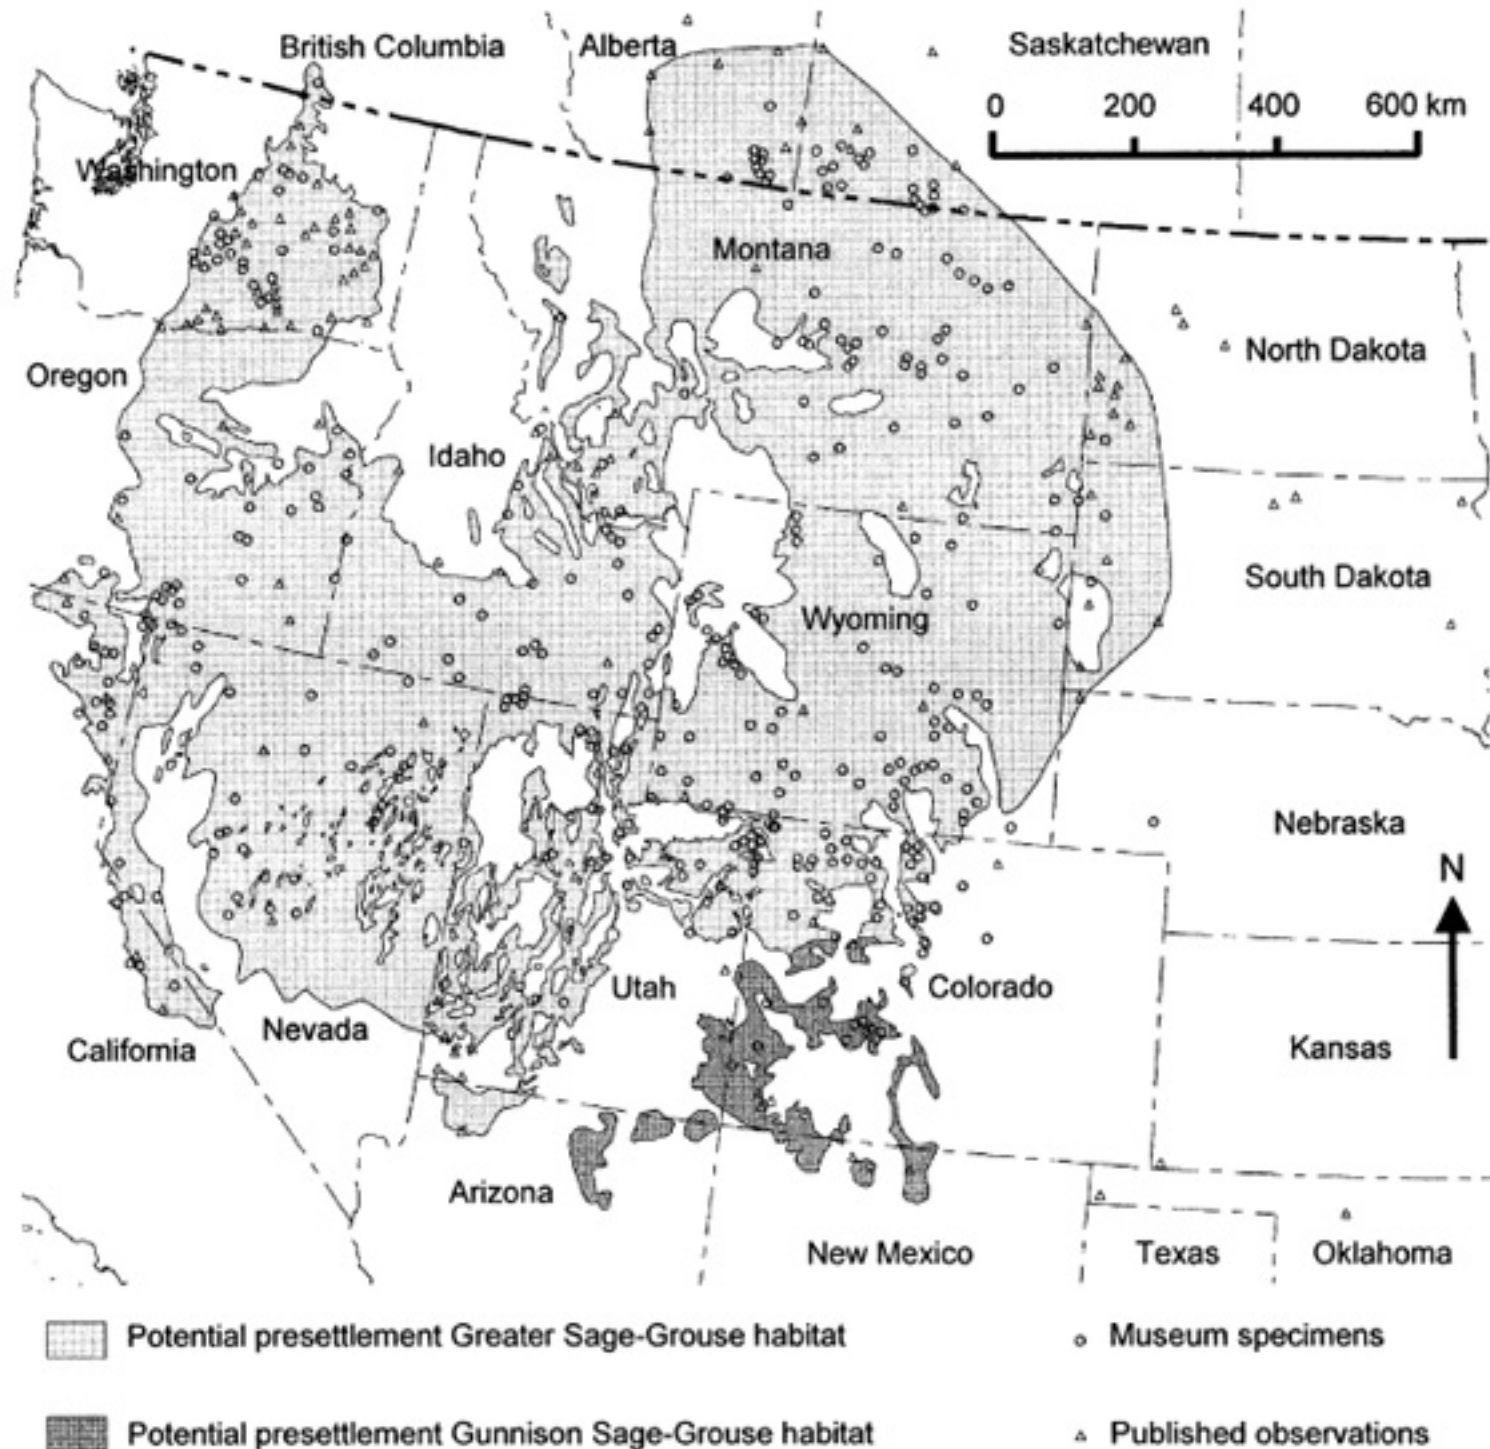 British Columbia Alberta Saskatchewan
0 200 400 600 km
Washington
Montana
North Dakota
Oregon
Idaho
South Dakota
Wyoming
Nebraska
N
Utah Colorado
Nevada
California
Kansas
Arizona
New Mexico Texas Oklahoma
Potential presettlement Greater Sage-Grouse habitat Museum specimens
Potential presettlement Gunnison Sage-Grouse habitat Published observations